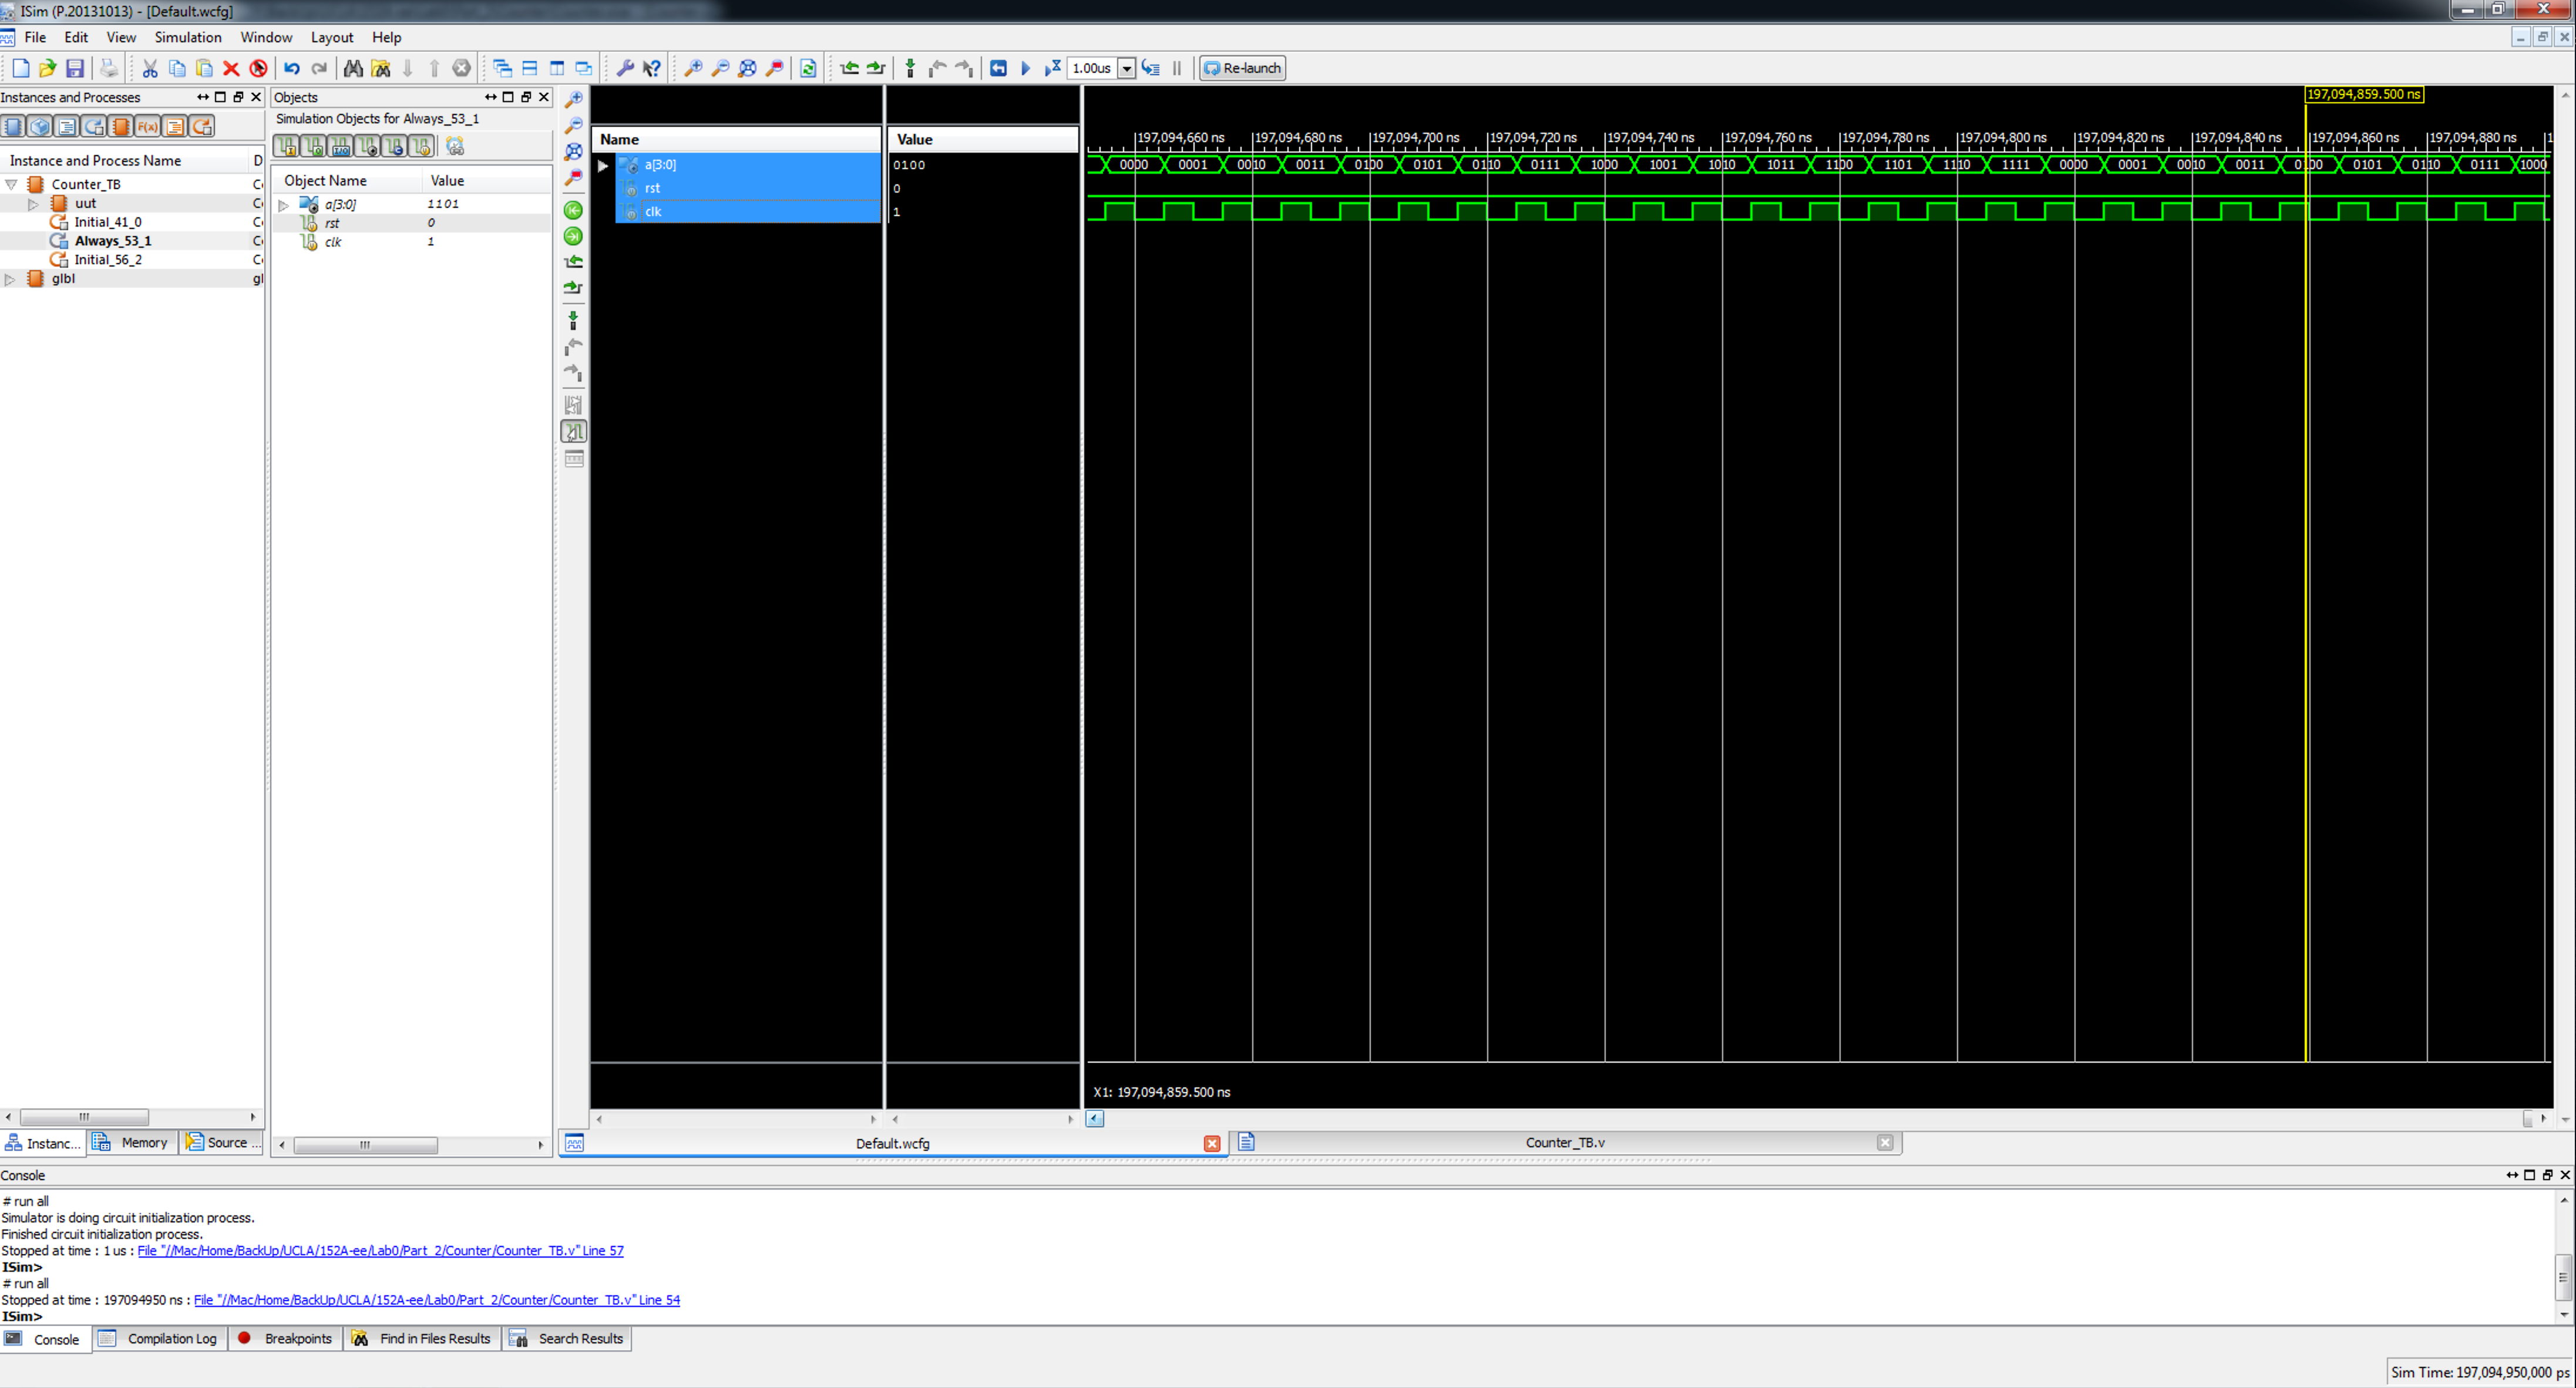 ISim (P.20131013) - [Default.wcfg]
File Edit View Simulation Window Layout Help
1.00us Re-launch
Instances and Processes
F(x)
Instance and Process Name D
Counter_TB
uut
Initial_41_0
Always_53_1
Initial_56_2
glbl gl
Instanc... Memory Source ...
Objects
Simulation Objects for Always_53_1
Object Name Value
a[3:0] 1101
rst 0
clk 1
Name Value
a[3:0] 0100
rst 0
clk 1
197,094,859.500 ns
197,094,660 ns 197,094,680 ns 197,094,700 ns 197,094,720 ns 197,094,740 ns 197,094,760 ns 197,094,780 ns 197,094,800 ns 197,094,820 ns 197,094,840 ns 197,094,860 ns 197,094,880 ns 1
0000 0001 0010 0011 0100 0101 0110 0111 1000 1001 1010 1011 1100 1101 1110 1111 0000 0001 0010 0011 0100 0101 0110 0111 1000
X1: 197,094,859.500 ns
Default.wcfg Counter_TB.v
Console
# run all
Simulator is doing circuit initialization process.
Finished circuit initialization process.
Stopped at time : 1 us : File "//Mac/Home/BackUp/UCLA/152A-ee/Lab0/Part_2/Counter/Counter_TB.v" Line 57
ISim>
# run all
Stopped at time : 197094950 ns : File "//Mac/Home/BackUp/UCLA/152A-ee/Lab0/Part_2/Counter/Counter_TB.v" Line 54
ISim>
Console Compilation Log Breakpoints Find in Files Results Search Results
Sim Time: 197,094,950,000 ps